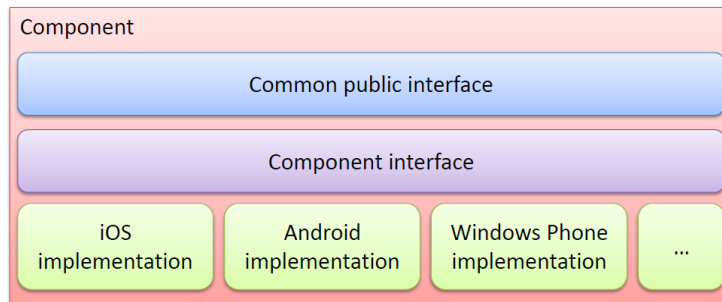 Component
Common public interface
Component interface
iOS
implementation
Android
implementation
Windows Phone
implementation
...